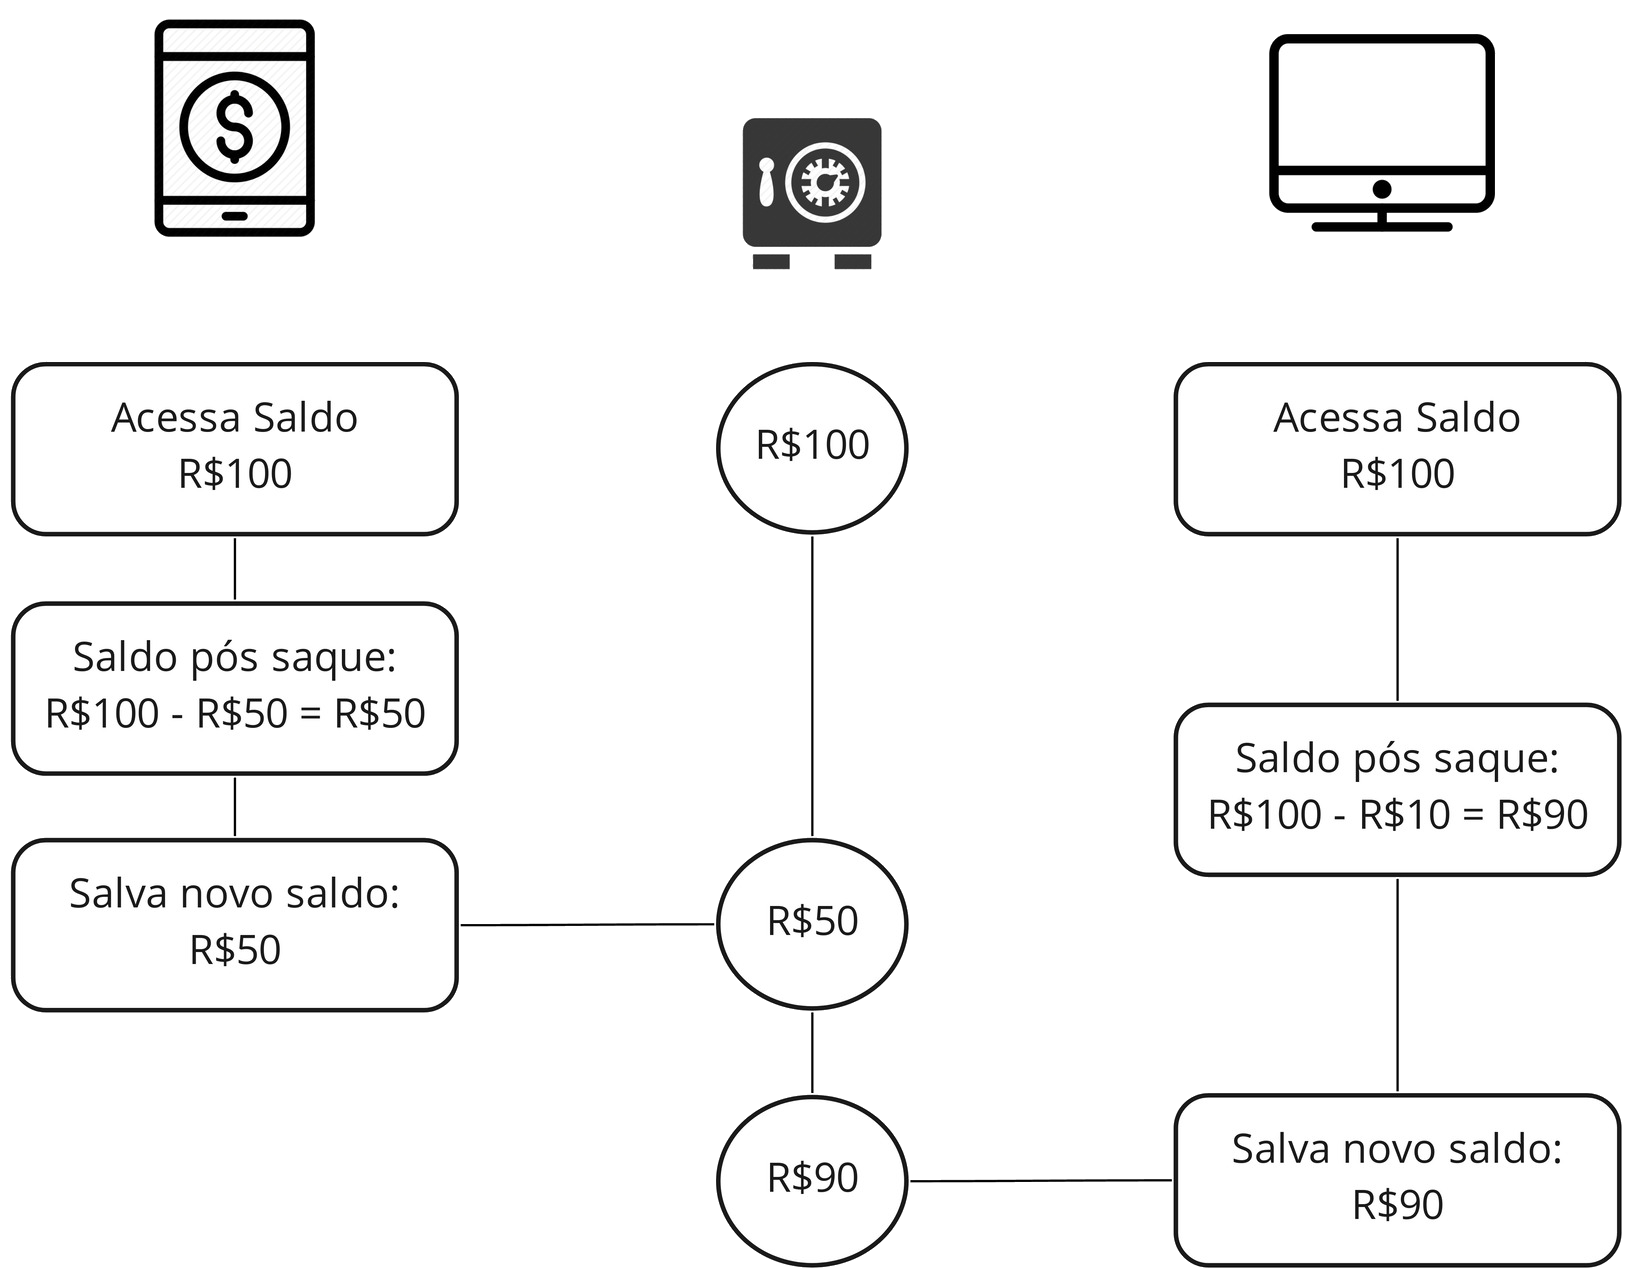 $
Acessa Saldo
R$100
Saldo pós saque:
R$100 - R$50 = R$50
Salva novo saldo:
R$50
R$100
R$50
R$90
Acessa Saldo
R$100
Saldo pós saque:
R$100 - R$10 = R$90
Salva novo saldo:
R$90